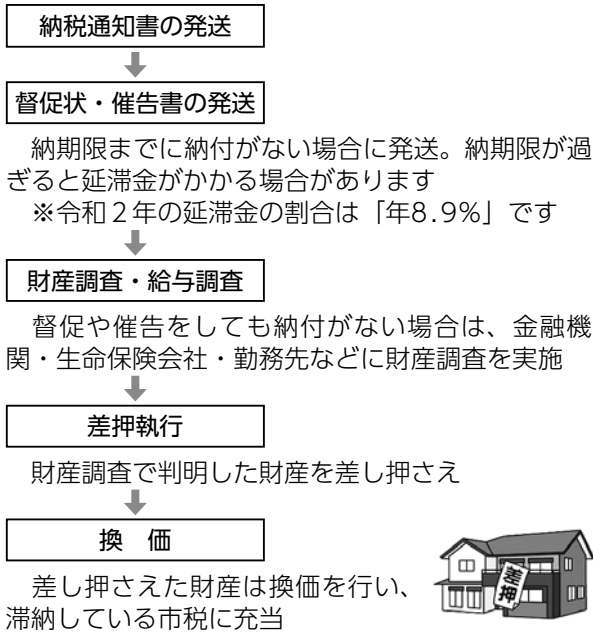 納税通知書の発送
督促状・催告書の発送
納期限までに納付がない場合に発送。納期限が過
ぎると延滞金がかかる場合があります
※令和２年の延滞金の割合は「年8.9%」です
財産調査・給与調査
督促や催告をしても納付がない場合は、金融機
関・生命保険会社・勤務先などに財産調査を実施
差押執行
財産調査で判明した財産を差し押さえ
換　価
差し押さえた財産は換価を行い、
滞納している市税に充当
差押